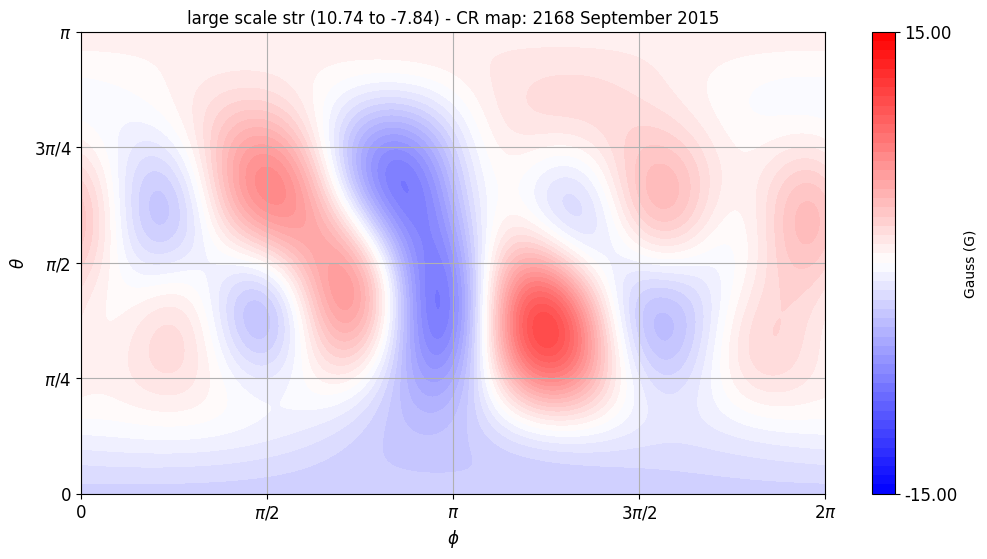 large scale str (10.74 to -7.84) - CR map: 2168 September 2015
π
3π/4
π/2
π/4
0
θ
0
π/2
π
3π/2
2π
ϕ
15.00
-15.00
Gauss (G)